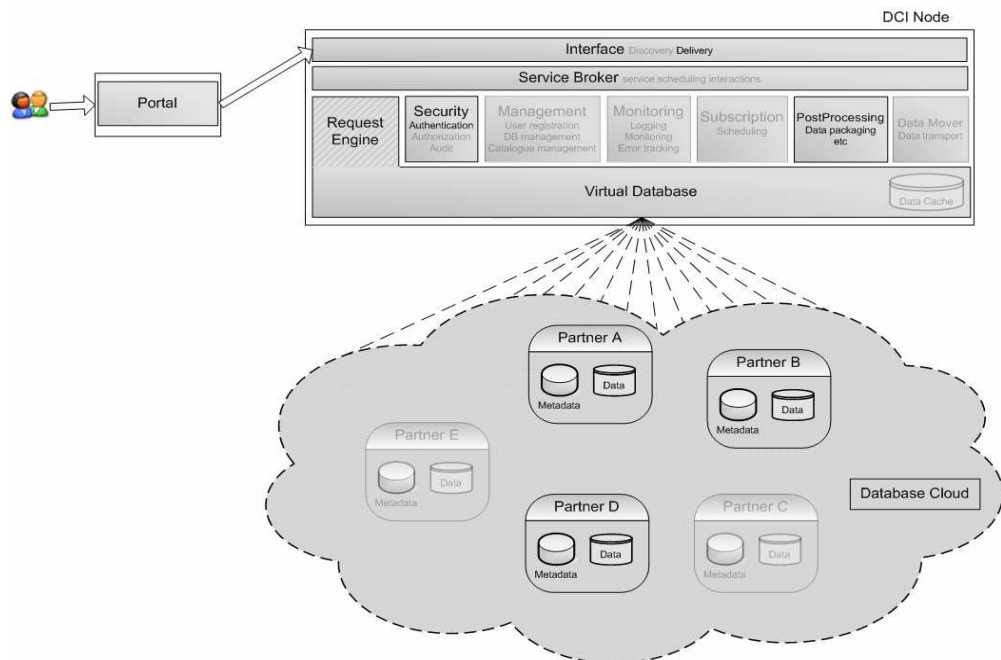 DCI Node
Interface Discovery Delivery
Service Broker service scheduling interactions
Portal
Request
Engine
Security
Authentication
Authorization
Audit
Management
User registration
DB management
Catalogue management
Monitoring
Logging
Monitoring
Error tracking
Subscription
Scheduling
PostProcessing
Data packaging
etc
Data Mover
Data transport
Virtual Database
Data Cache
Partner A
Metadata
Data
Partner B
Metadata
Data
Partner E
Metadata
Data
Database Cloud
Partner D
Metadata
Data
Partner C
Metadata
Data